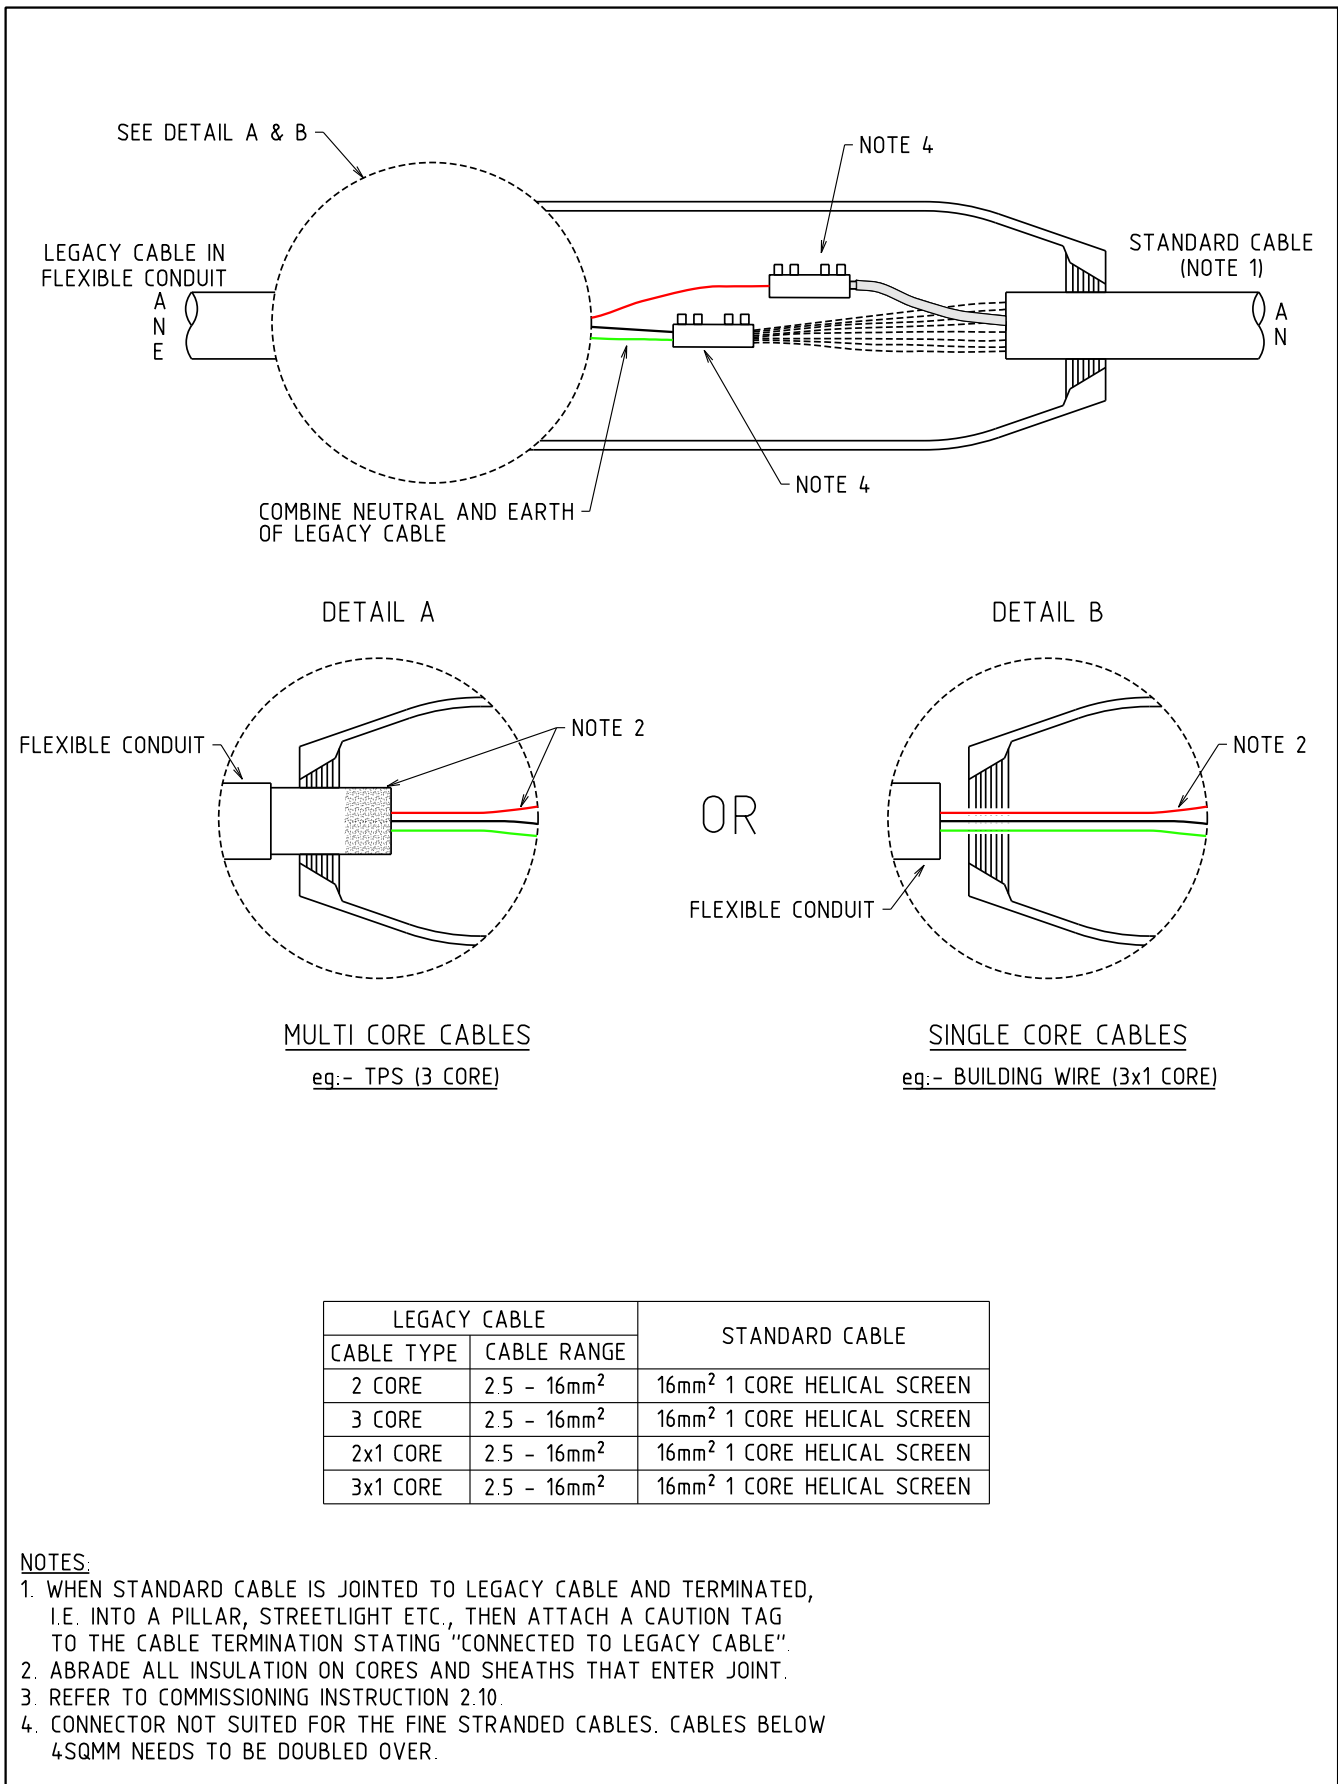 SEE DETAIL A & B
NOTE 4
LEGACY CABLE IN
FLEXIBLE CONDUIT
A
N
E
STANDARD CABLE
(NOTE 1)
A
N
NOTE 4
COMBINE NEUTRAL AND EARTH
OF LEGACY CABLE
DETAIL A
DETAIL B
FLEXIBLE CONDUIT
NOTE 2
OR
NOTE 2
FLEXIBLE CONDUIT
MULTI CORE CABLES
eg:- TPS (3 CORE)
SINGLE CORE CABLES
eg:- BUILDING WIRE (3x1 CORE)
LEGACY CABLE
STANDARD CABLE
CABLE TYPE CABLE RANGE
2 CORE 2.5 - 16mm² 16mm² 1 CORE HELICAL SCREEN
3 CORE 2.5 - 16mm² 16mm² 1 CORE HELICAL SCREEN
2x1 CORE 2.5 - 16mm² 16mm² 1 CORE HELICAL SCREEN
3x1 CORE 2.5 - 16mm² 16mm² 1 CORE HELICAL SCREEN
NOTES:
1. WHEN STANDARD CABLE IS JOINTED TO LEGACY CABLE AND TERMINATED,
I.E. INTO A PILLAR, STREETLIGHT ETC., THEN ATTACH A CAUTION TAG
TO THE CABLE TERMINATION STATING "CONNECTED TO LEGACY CABLE".
2. ABRADE ALL INSULATION ON CORES AND SHEATHS THAT ENTER JOINT.
3. REFER TO COMMISSIONING INSTRUCTION 2.10.
4. CONNECTOR NOT SUITED FOR THE FINE STRANDED CABLES. CABLES BELOW
4SQMM NEEDS TO BE DOUBLED OVER.